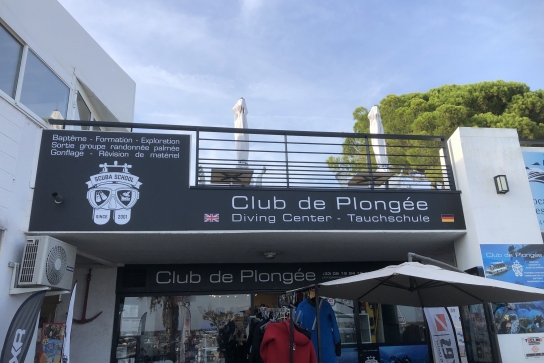 Baptême - Formation - Exploration
Sortie groupe randonnée palmée
Gonflage - Révision de matériel
SCUBA SCHOOL
SINCE 2001
Club de Plongée
Diving Center - Tauchschule
Club de Plongée